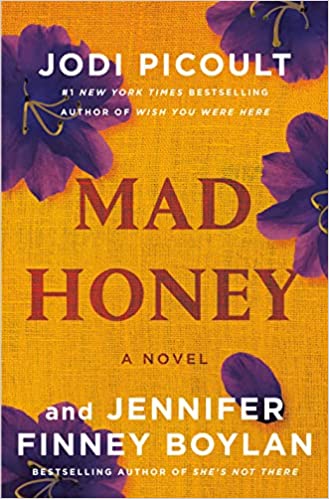 JODI PICOULT
#1 NEW YORK TIMES BESTSELLING
AUTHOR OF WISH YOU WERE HERE
MAD
HONEY
A NOVEL
and JENNIFER
FINNEY BOYLAN
BESTSELLING AUTHOR OF SHE'S NOT THERE